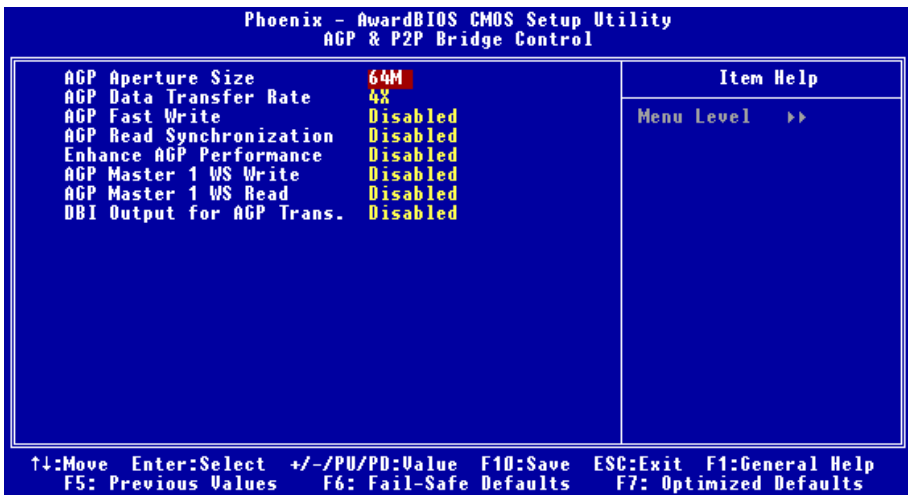 Phoenix - AwardBIOS CMOS Setup Utility
AGP & P2P Bridge Control
AGP Aperture Size 64M
AGP Data Transfer Rate 4X
AGP Fast Write Disabled
AGP Read Synchronization Disabled
Enhance AGP Performance Disabled
AGP Master 1 WS Write Disabled
AGP Master 1 WS Read Disabled
DBI Output for AGP Trans. Disabled
Item Help
Menu Level ▸▸
↑↓:Move Enter:Select +/-/PU/PD:Value F10:Save ESC:Exit F1:General Help
F5: Previous Values F6: Fail-Safe Defaults F7: Optimized Defaults